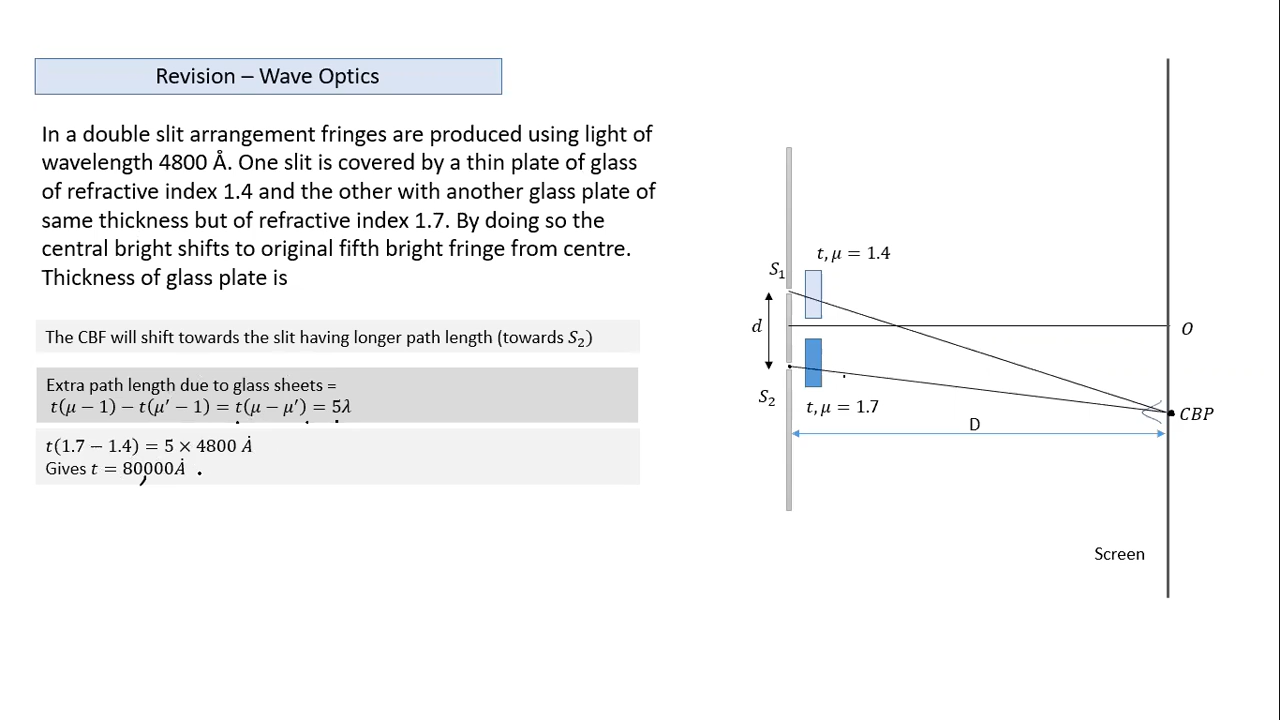 Revision – Wave Optics
In a double slit arrangement fringes are produced using light of
wavelength 4800 Å. One slit is covered by a thin plate of glass
of refractive index 1.4 and the other with another glass plate of
same thickness but of refractive index 1.7. By doing so the
central bright shifts to original fifth bright fringe from centre.
Thickness of glass plate is
The CBF will shift towards the slit having longer path length (towards S₂)
Extra path length due to glass sheets =
t(μ − 1) − t(μ′ − 1) = t(μ − μ′) = 5λ
t(1.7 − 1.4) = 5 × 4800 Ȧ
Gives t = 80000Ȧ
t, μ = 1.4
S₁
d
O
S₂
t, μ = 1.7
CBP
D
Screen